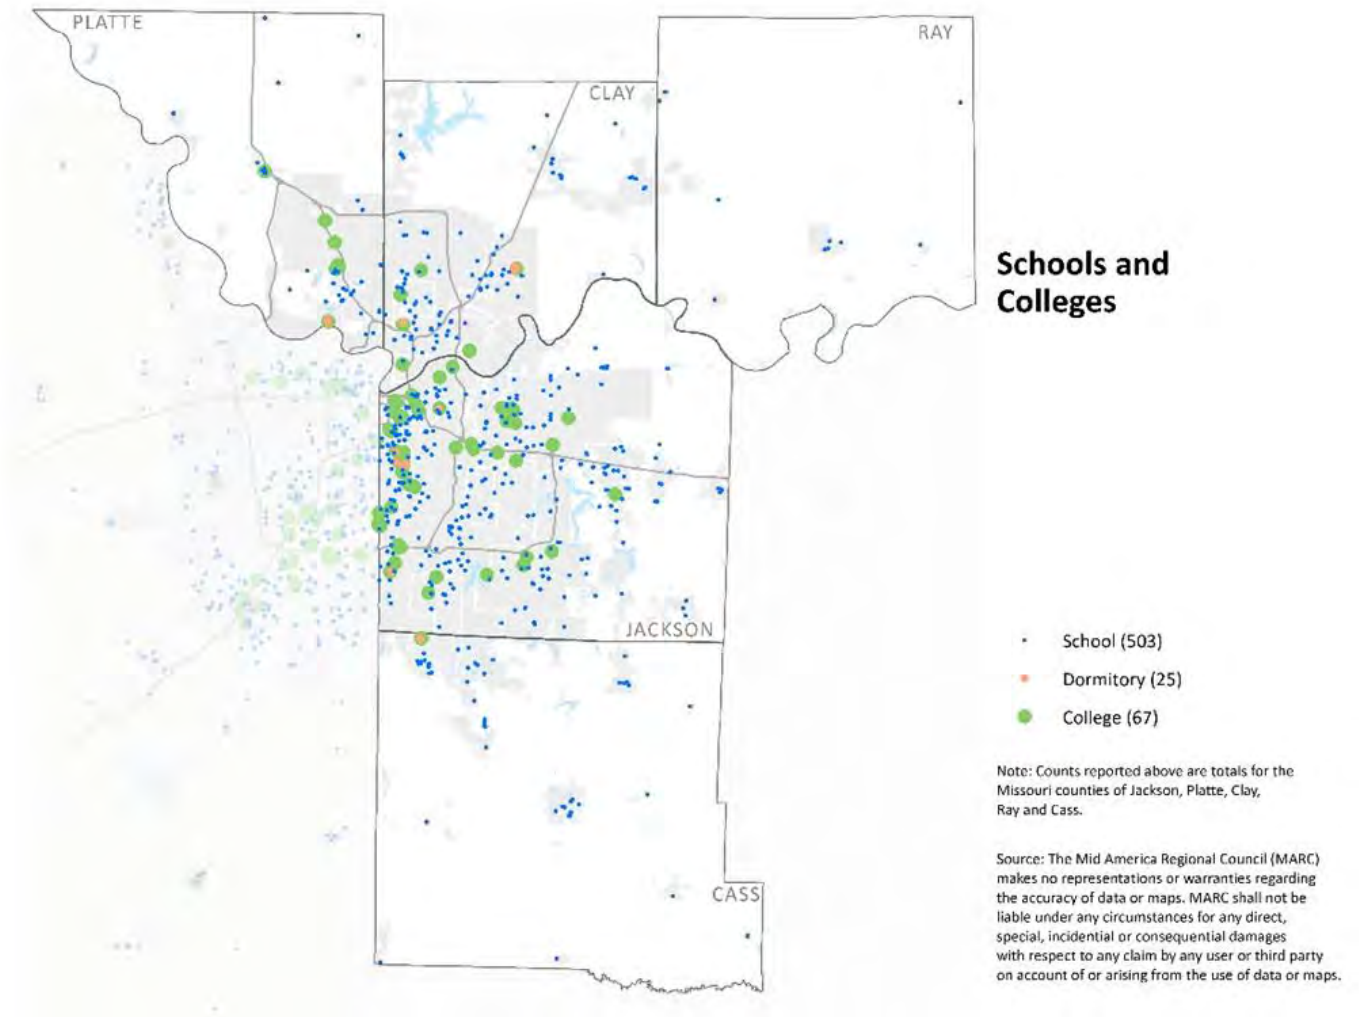 PLATTE
RAY
CLAY
Schools and
Colleges
JACKSON
School (503)
Dormitory (25)
College (67)
Note: Counts reported above are totals for the
Missouri counties of Jackson, Platte, Clay,
Ray and Cass.
Source: The Mid America Regional Council (MARC)
makes no representations or warranties regarding
the accuracy of data or maps. MARC shall not be
liable under any circumstances for any direct,
special, incidental or consequential damages
with respect to any claim by any user or third party
on account of or arising from the use of data or maps.
CASS